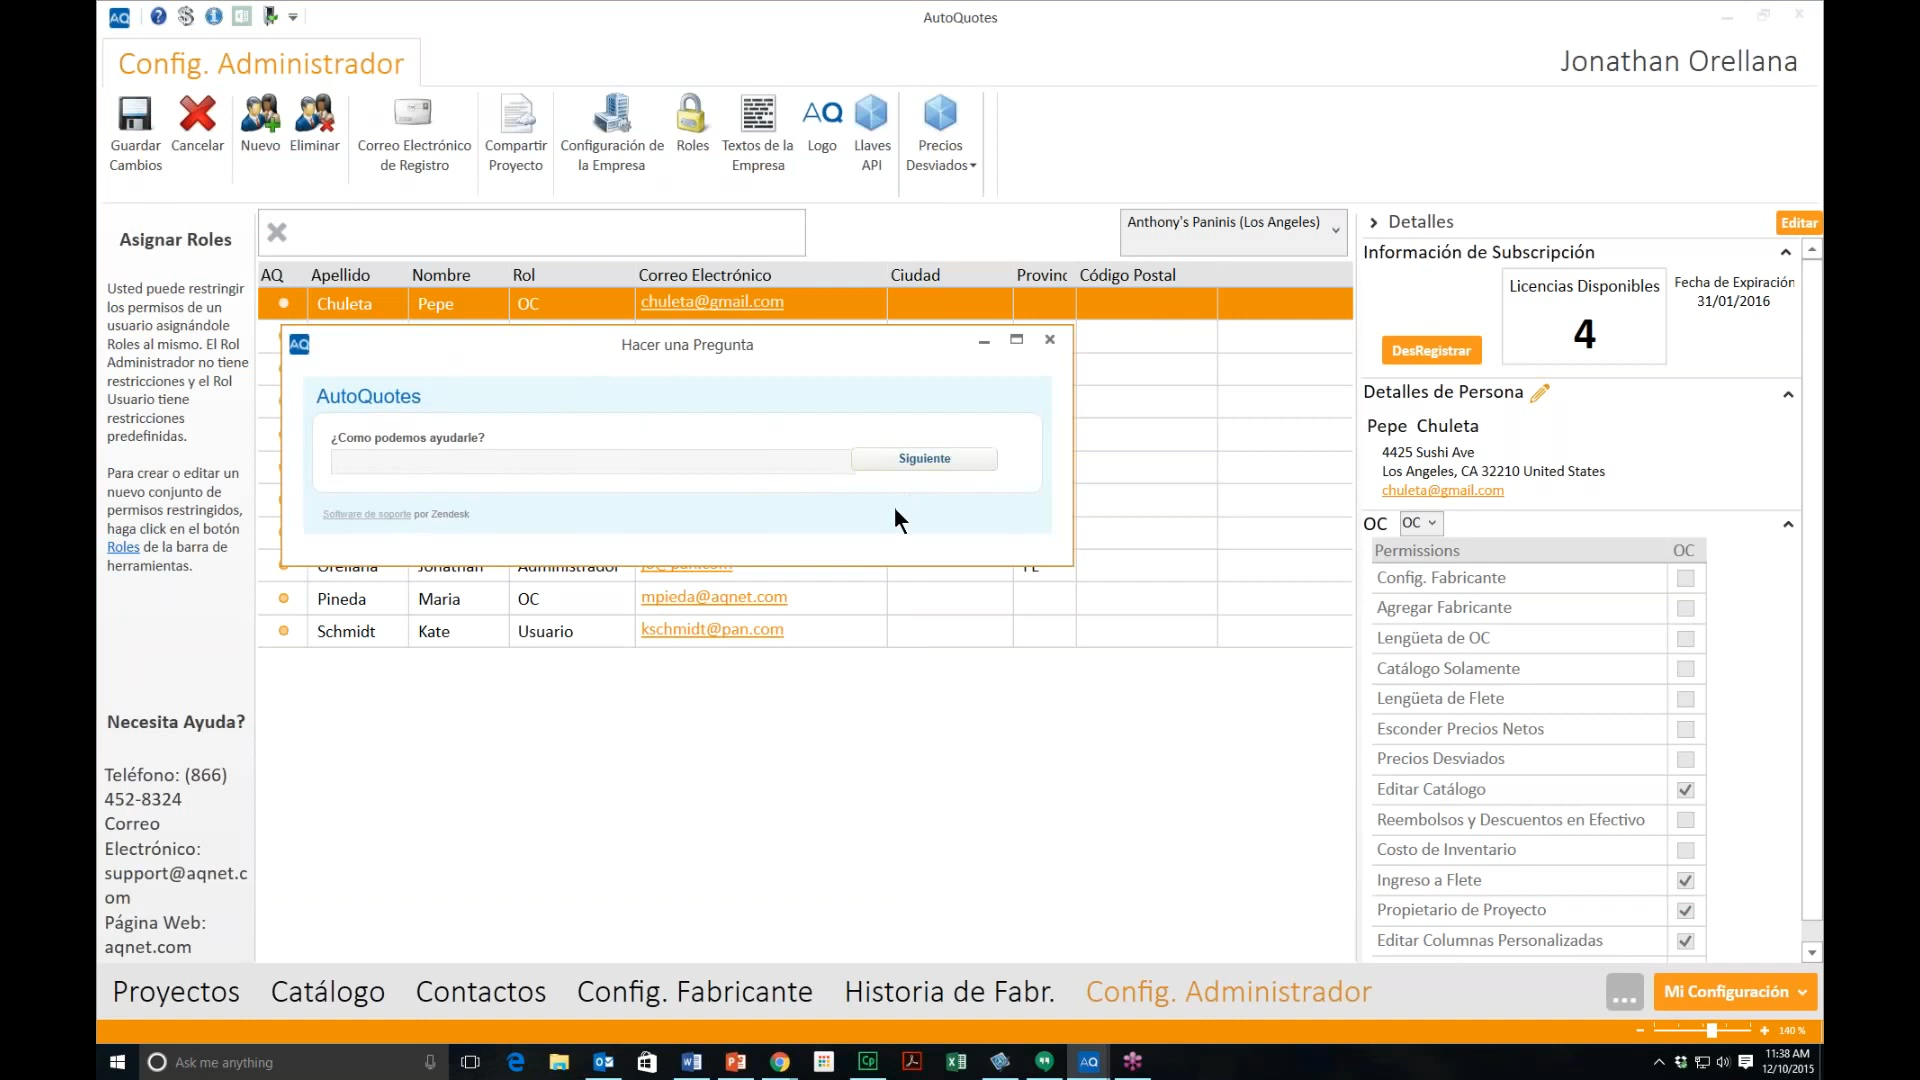 AQ
AutoQuotes
Config. Administrador
Jonathan Orellana
Guardar
Cambios
Cancelar
Nuevo
Eliminar
Correo Electrónico
de Registro
Compartir
Proyecto
Configuración de
la Empresa
Roles
Textos de la
Empresa
AQ
Logo
Llaves
API
Precios
Desviados
Asignar Roles
Usted puede restringir
los permisos de un
usuario asignándole
Roles al mismo. El Rol
Administrador no tiene
restricciones y el Rol
Usuario tiene
restricciones
predefinidas.
Para crear o editar un
nuevo conjunto de
permisos restringidos,
haga click en el botón
Roles de la barra de
herramientas.
Necesita Ayuda?
Teléfono: (866)
452-8324
Correo
Electrónico:
support@aqnet.c
om
Página Web:
aqnet.com
Anthony's Paninis (Los Angeles)
AQ Apellido Nombre Rol Correo Electrónico Ciudad Provinc Código Postal
Chuleta Pepe OC chuleta@gmail.com
AQ Hacer una Pregunta
AutoQuotes
¿Como podemos ayudarle?
Siguiente
Software de soporte por Zendesk
Orellana Jonathan Administrador jo@pan.com FL
Pineda Maria OC mpieda@aqnet.com
Schmidt Kate Usuario kschmidt@pan.com
Detalles
Editar
Información de Subscripción
Licencias Disponibles
4
Fecha de Expiración
31/01/2016
DesRegistrar
Detalles de Persona
Pepe Chuleta
4425 Sushi Ave
Los Angeles, CA 32210 United States
chuleta@gmail.com
OC OC
Permissions OC
Config. Fabricante
Agregar Fabricante
Lengüeta de OC
Catálogo Solamente
Lengüeta de Flete
Esconder Precios Netos
Precios Desviados
Editar Catálogo
Reembolsos y Descuentos en Efectivo
Costo de Inventario
Ingreso a Flete
Propietario de Proyecto
Editar Columnas Personalizadas
Proyectos Catálogo Contactos Config. Fabricante Historia de Fabr. Config. Administrador
... Mi Configuración
140 %
Ask me anything
Cp
AQ
11:38 AM
12/10/2015